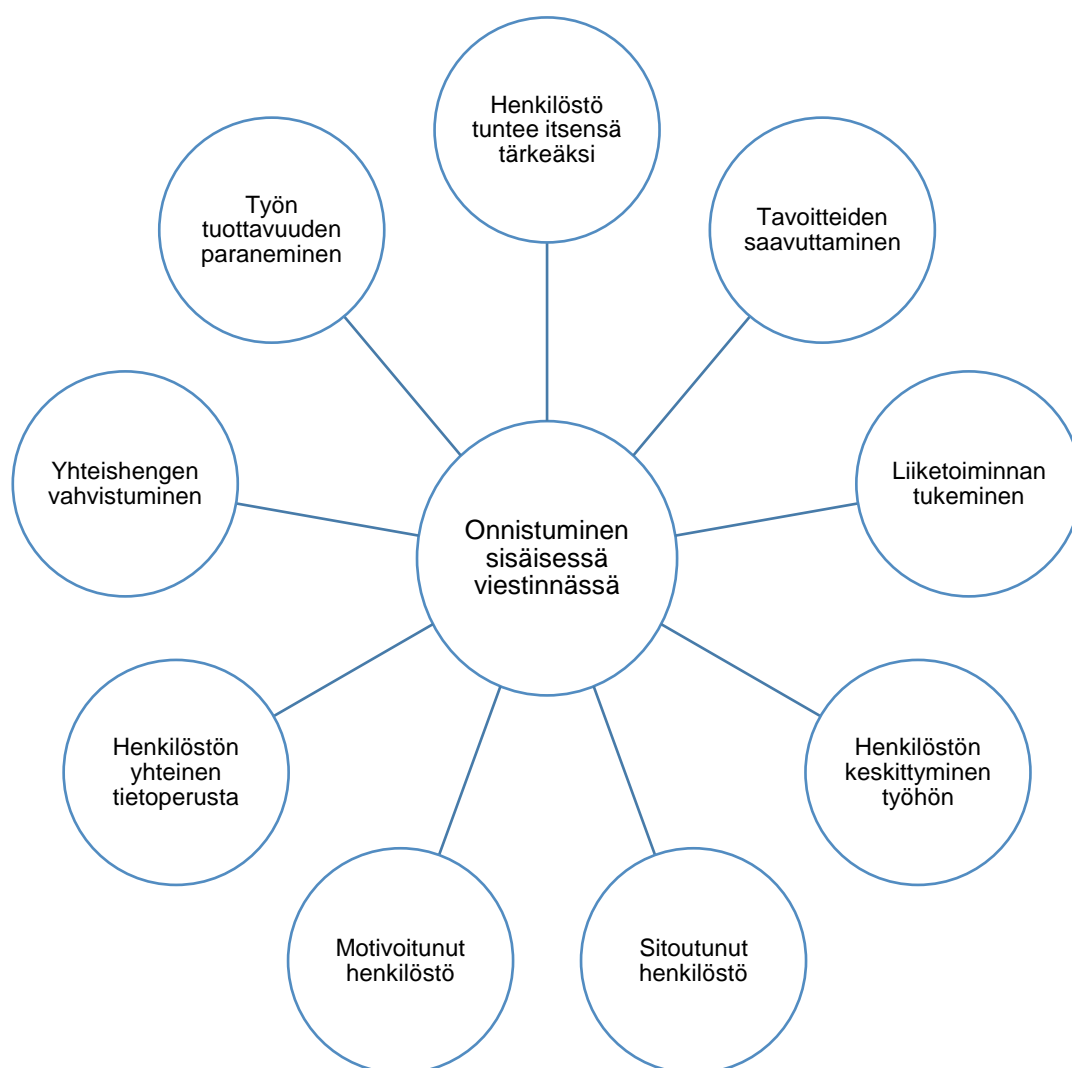 Henkilöstö
tuntee itsensä
tärkeäksi
Tavoitteiden
saavuttaminen
Liiketoiminnan
tukeminen
Henkilöstön
keskittyminen
työhön
Sitoutunut
henkilöstö
Motivoitunut
henkilöstö
Henkilöstön
yhteinen
tietoperusta
Yhteishengen
vahvistuminen
Työn
tuottavuuden
paraneminen
Onnistuminen
sisäisessä
viestinnässä